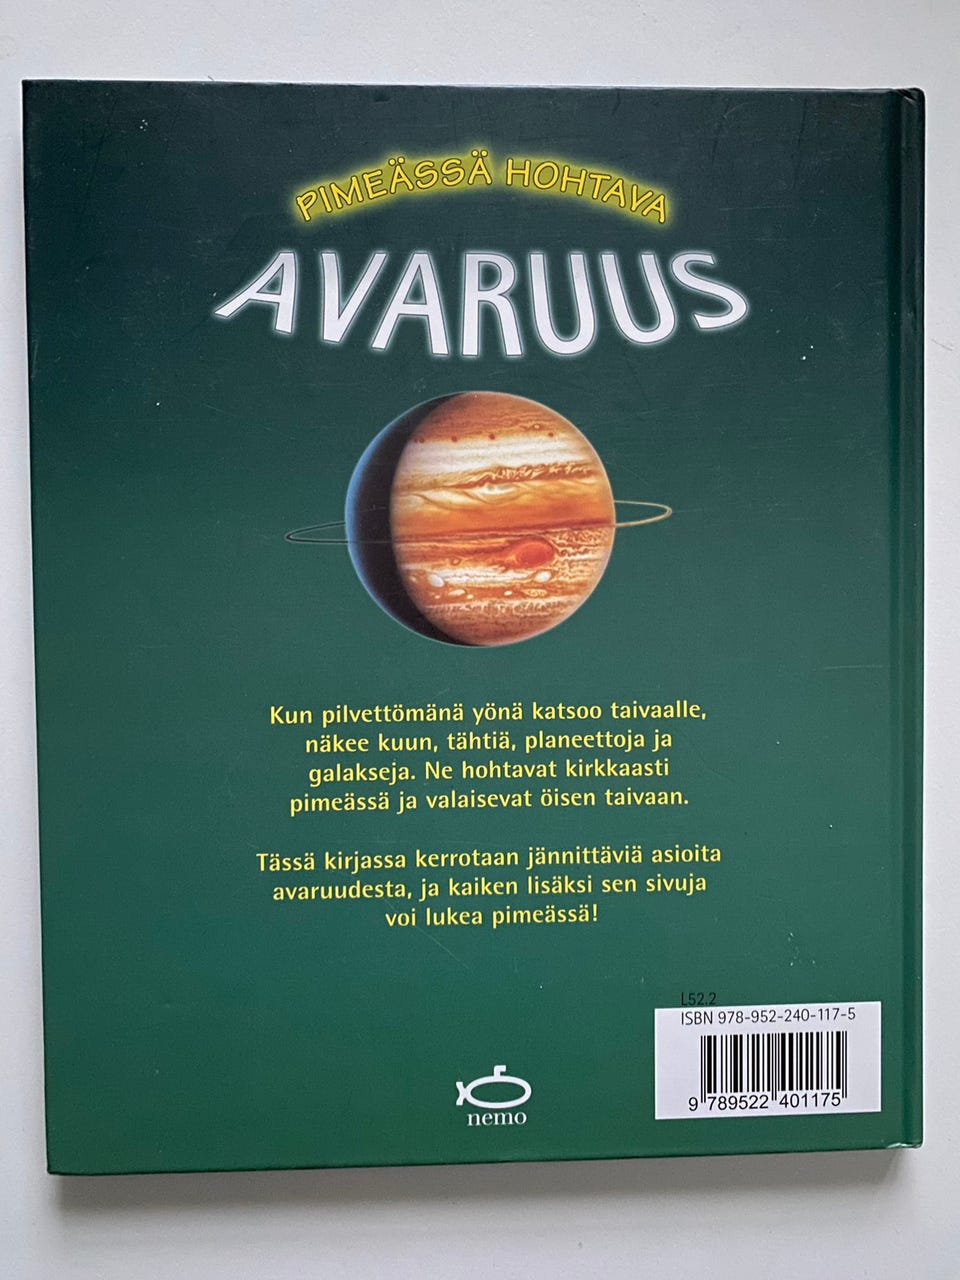 PIMEÄSSÄ HOHTAVA
AVARUUS
Kun pilvettömänä yönä katsoo taivaalle,
näkee kuun, tähtiä, planeettoja ja
galakseja. Ne hohtavat kirkkaasti
pimeässä ja valaisevat öisen taivaan.
Tässä kirjassa kerrotaan jännittäviä asioita
avaruudesta, ja kaiken lisäksi sen sivuja
voi lukea pimeässä!
L52.2
ISBN 978-952-240-117-5
9 789522 401175
nemo